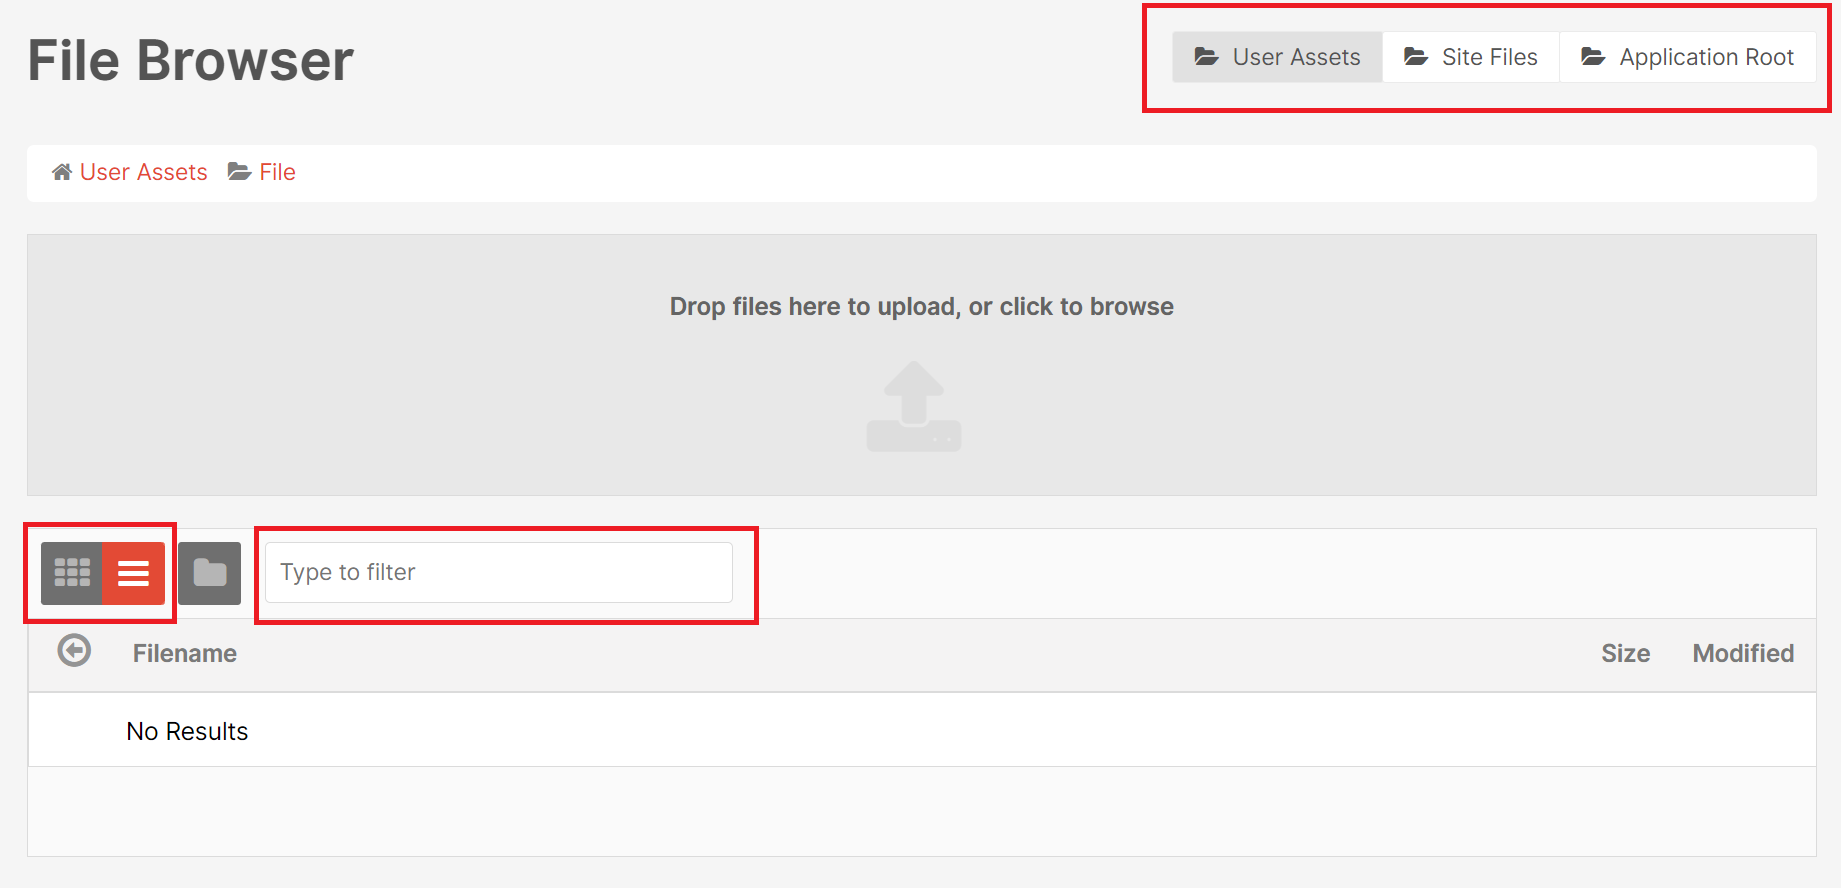 File Browser
User Assets Site Files Application Root
User Assets File
Drop files here to upload, or click to browse
Type to filter
Filename Size Modified
No Results